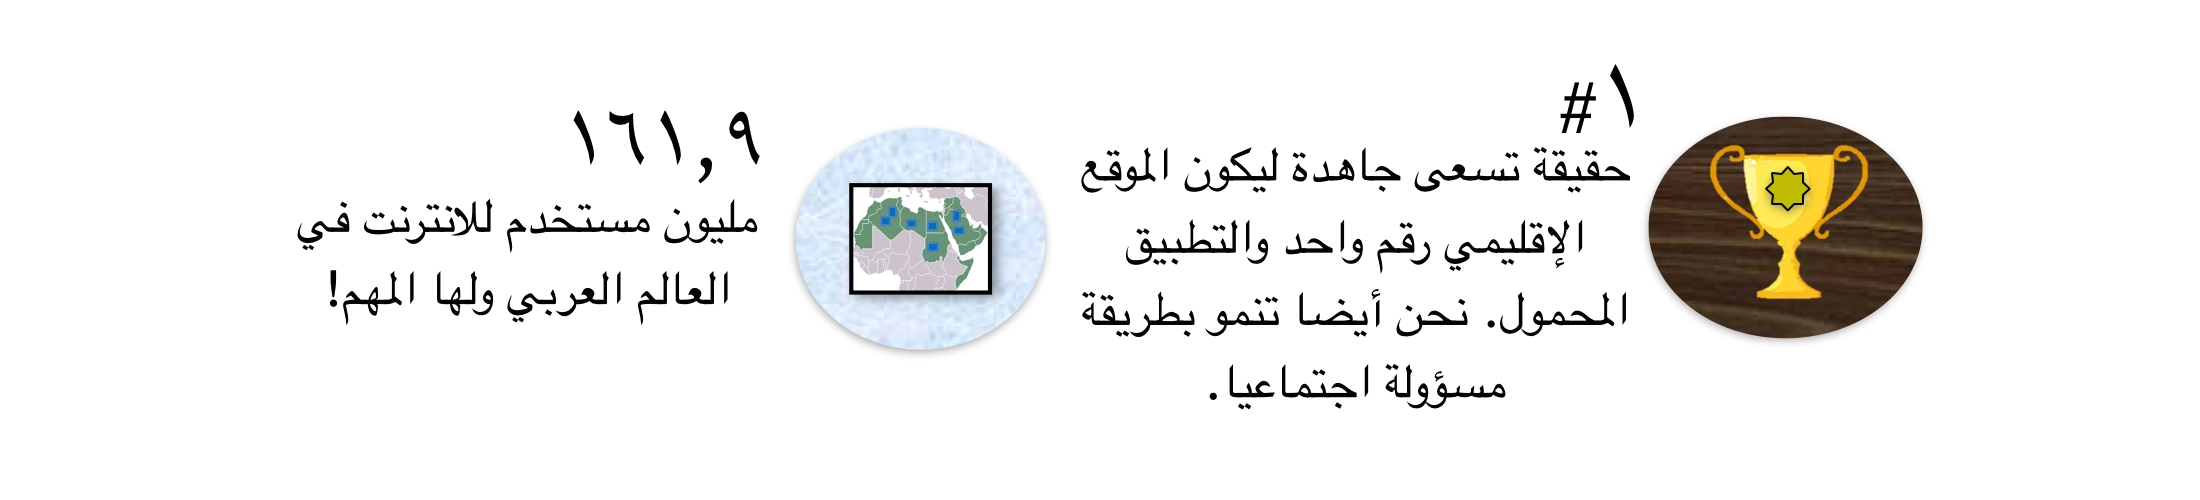 #١
حقيقة تسعى جاهدة ليكون الموقع
الإقليمي رقم واحد والتطبيق
المحمول. نحن أيضا تنمو بطريقة
مسؤولة اجتماعيا.
١٦١,٩
مليون مستخدم للانترنت في
العالم العربي ولها المهم!